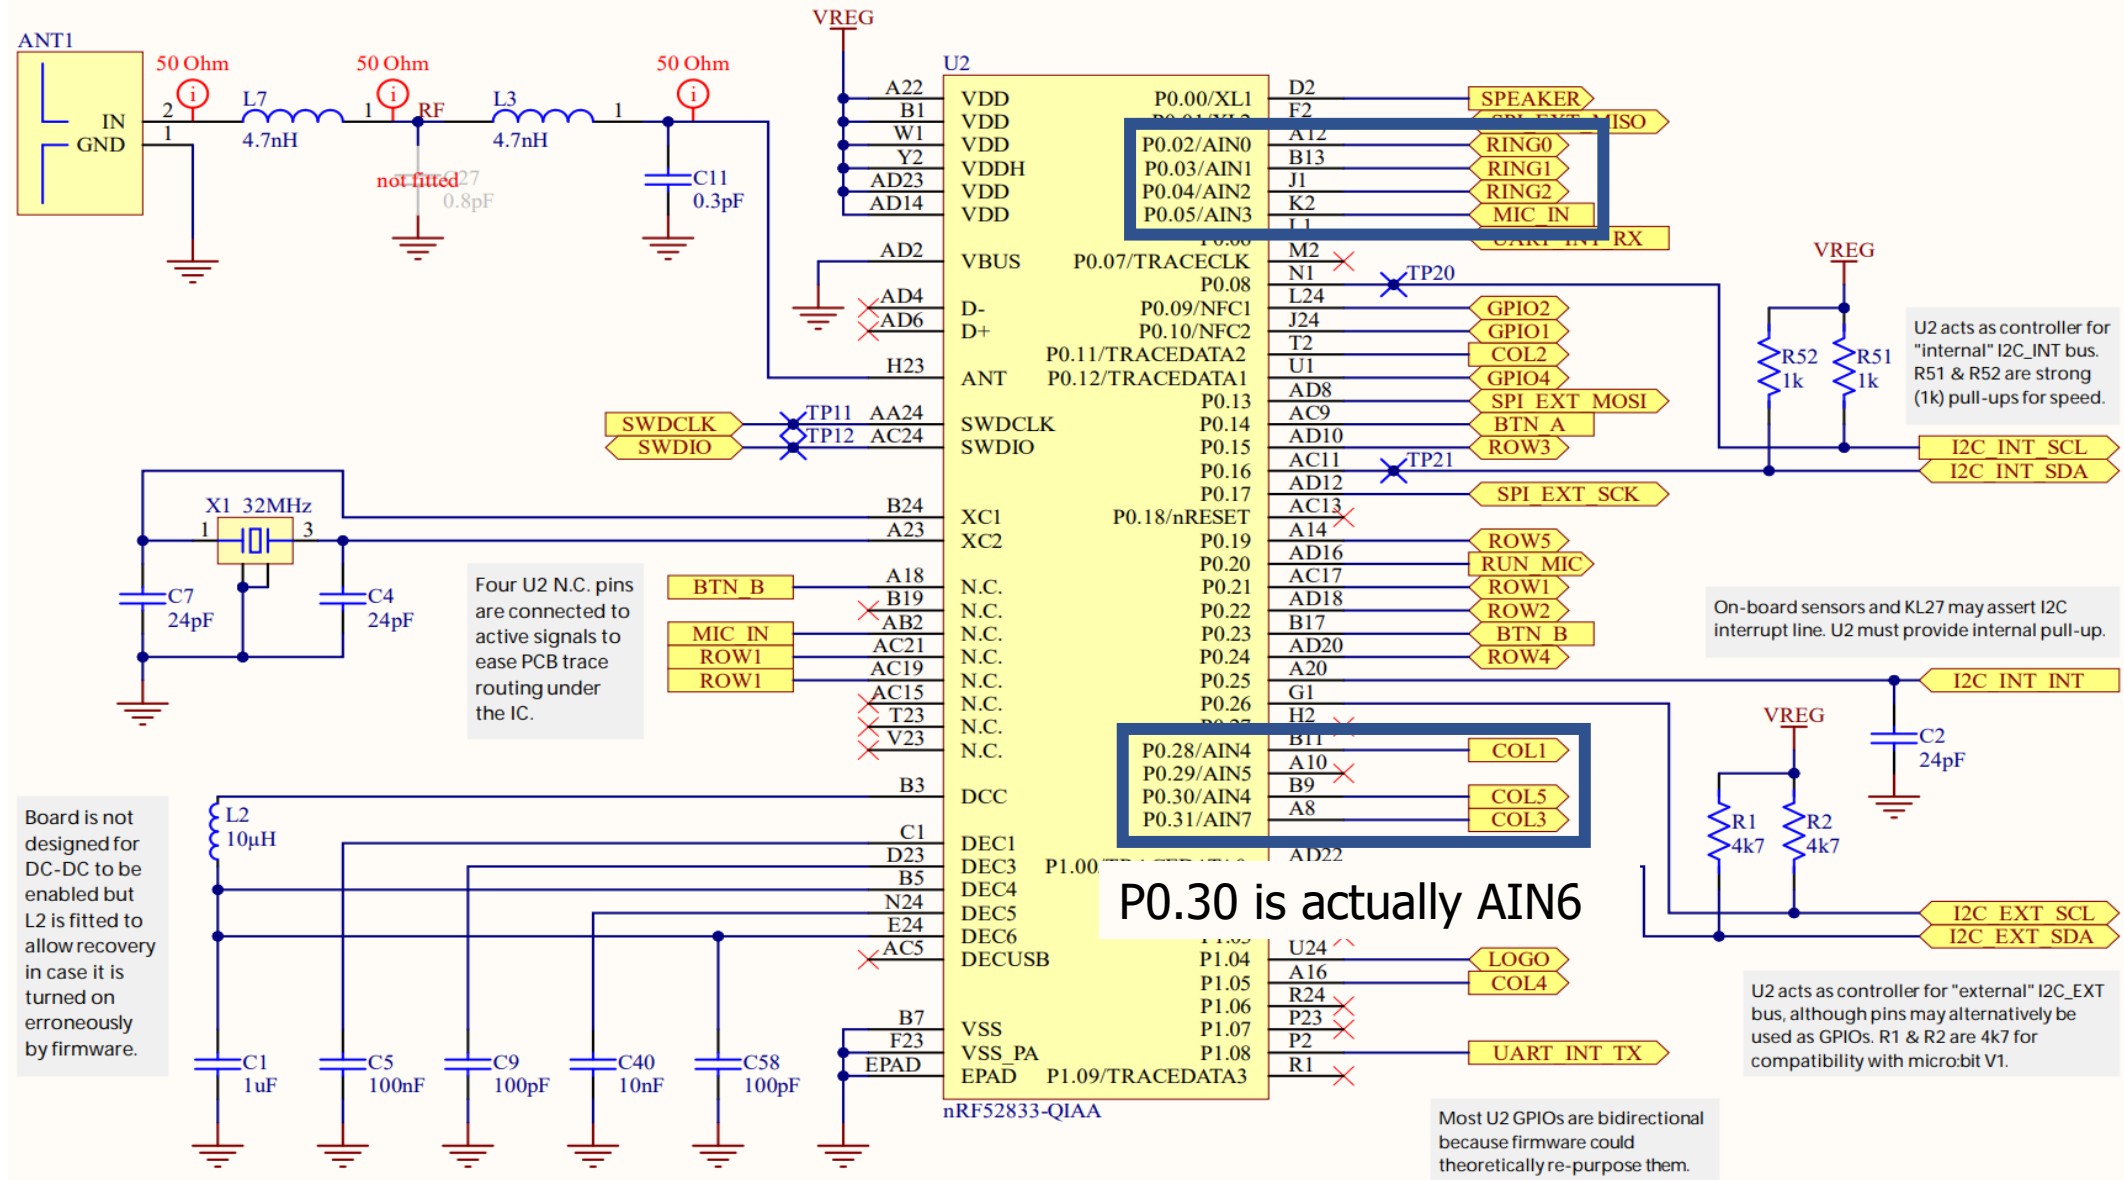 ANT1
IN
GND
2
1
50 Ohm
50 Ohm
50 Ohm
i
i
i
L7
4.7nH
1
RF
L3
4.7nH
1
not fitted
C27
0.8pF
C11
0.3pF
VREG
U2
A22 VDD
B1 VDD
W1 VDD
Y2 VDDH
AD23 VDD
AD14 VDD
AD2 VBUS
AD4 D-
AD6 D+
H23 ANT
SWDCLK TP11 AA24 SWDCLK
SWDIO TP12 AC24 SWDIO
X1 32MHz
1 3
C7
24pF
C4
24pF
B24 XC1
A23 XC2
Four U2 N.C. pins
are connected to
active signals to
ease PCB trace
routing under
the IC.
BTN_B A18 N.C.
B19 N.C.
MIC_IN AB2 N.C.
ROW1 AC21 N.C.
ROW1 AC19 N.C.
AC15 N.C.
T23 N.C.
V23 N.C.
Board is not
designed for
DC-DC to be
enabled but
L2 is fitted to
allow recovery
in case it is
turned on
erroneously
by firmware.
L2
10µH
B3 DCC
C1 DEC1
D23 DEC3
B5 DEC4
N24 DEC5
E24 DEC6
AC5 DECUSB
B7 VSS
F23 VSS_PA
EPAD EPAD
C1
1uF
C5
100nF
C9
100pF
C40
10nF
C58
100pF
nRF52833-QIAA
P0.00/XL1 D2 SPEAKER
P0.01/XL2 F2 SPI_EXT_MISO
P0.02/AIN0 A12 RING0
P0.03/AIN1 B13 RING1
P0.04/AIN2 J1 RING2
P0.05/AIN3 K2 MIC_IN
P0.06 L1 UART_INT_RX
P0.07/TRACECLK M2
P0.08 N1 TP20
P0.09/NFC1 L24 GPIO2
P0.10/NFC2 J24 GPIO1
P0.11/TRACEDATA2 T2 COL2
P0.12/TRACEDATA1 U1 GPIO4
P0.13 AD8 SPI_EXT_MOSI
P0.14 AC9 BTN_A
P0.15 AD10 ROW3
P0.16 AC11 TP21
P0.17 AD12 SPI_EXT_SCK
P0.18/nRESET AC13
P0.19 A14 ROW5
P0.20 AD16 RUN_MIC
P0.21 AC17 ROW1
P0.22 AD18 ROW2
P0.23 B17 BTN_B
P0.24 AD20 ROW4
P0.25 A20
P0.26 G1
P0.27 H2
P0.28/AIN4 B11 COL1
P0.29/AIN5 A10
P0.30/AIN4 B9 COL5
P0.31/AIN7 A8 COL3
P1.00/TRACEDATA0 AD22
P0.30 is actually AIN6
P1.04 U24 LOGO
P1.05 A16 COL4
P1.06 R24
P1.07 P23
P1.08 P2 UART_INT_TX
P1.09/TRACEDATA3 R1
VREG
R52
1k
R51
1k
U2 acts as controller for
"internal" I2C_INT bus.
R51 & R52 are strong
(1k) pull-ups for speed.
I2C_INT_SCL
I2C_INT_SDA
On-board sensors and KL27 may assert I2C
interrupt line. U2 must provide internal pull-up.
I2C_INT_INT
VREG
C2
24pF
R1
4k7
R2
4k7
I2C_EXT_SCL
I2C_EXT_SDA
U2 acts as controller for "external" I2C_EXT
bus, although pins may alternatively be
used as GPIOs. R1 & R2 are 4k7 for
compatibility with micro:bit V1.
Most U2 GPIOs are bidirectional
because firmware could
theoretically re-purpose them.